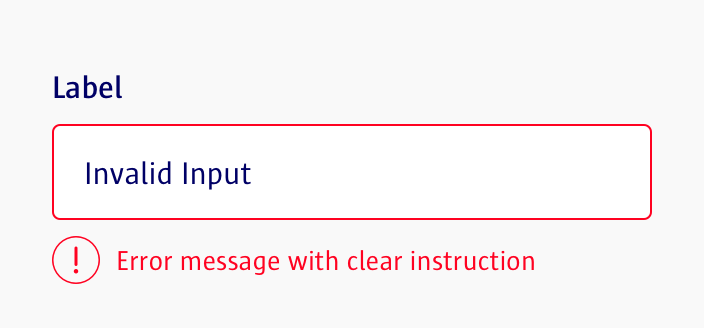 Label
Invalid Input
! Error message with clear instruction